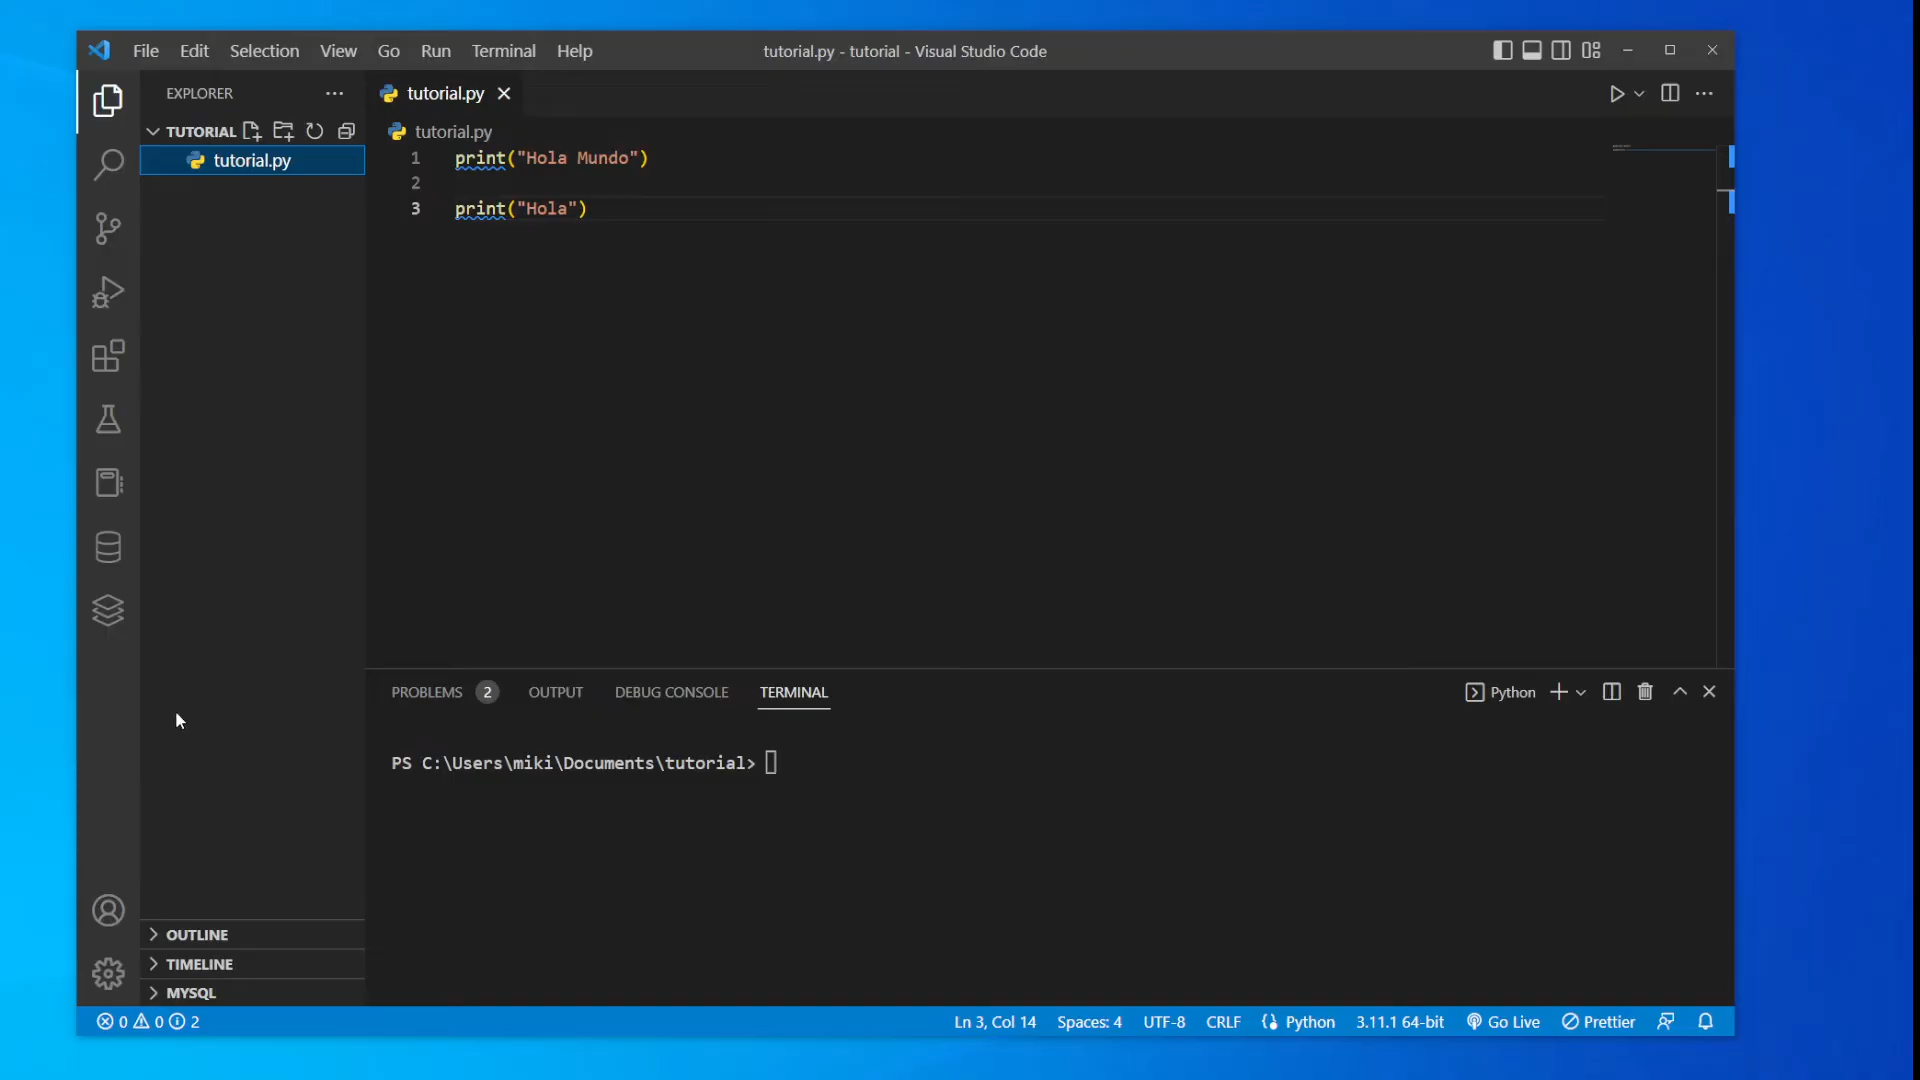 File Edit Selection View Go Run Terminal Help
tutorial.py - tutorial - Visual Studio Code
EXPLORER
tutorial.py
TUTORIAL
tutorial.py
tutorial.py
1 print("Hola Mundo")
2
3 print("Hola")
PROBLEMS 2 OUTPUT DEBUG CONSOLE TERMINAL
Python
PS C:\Users\miki\Documents\tutorial>
OUTLINE
TIMELINE
MYSQL
0 0 2
Ln 3, Col 14 Spaces: 4 UTF-8 CRLF Python 3.11.1 64-bit Go Live Prettier